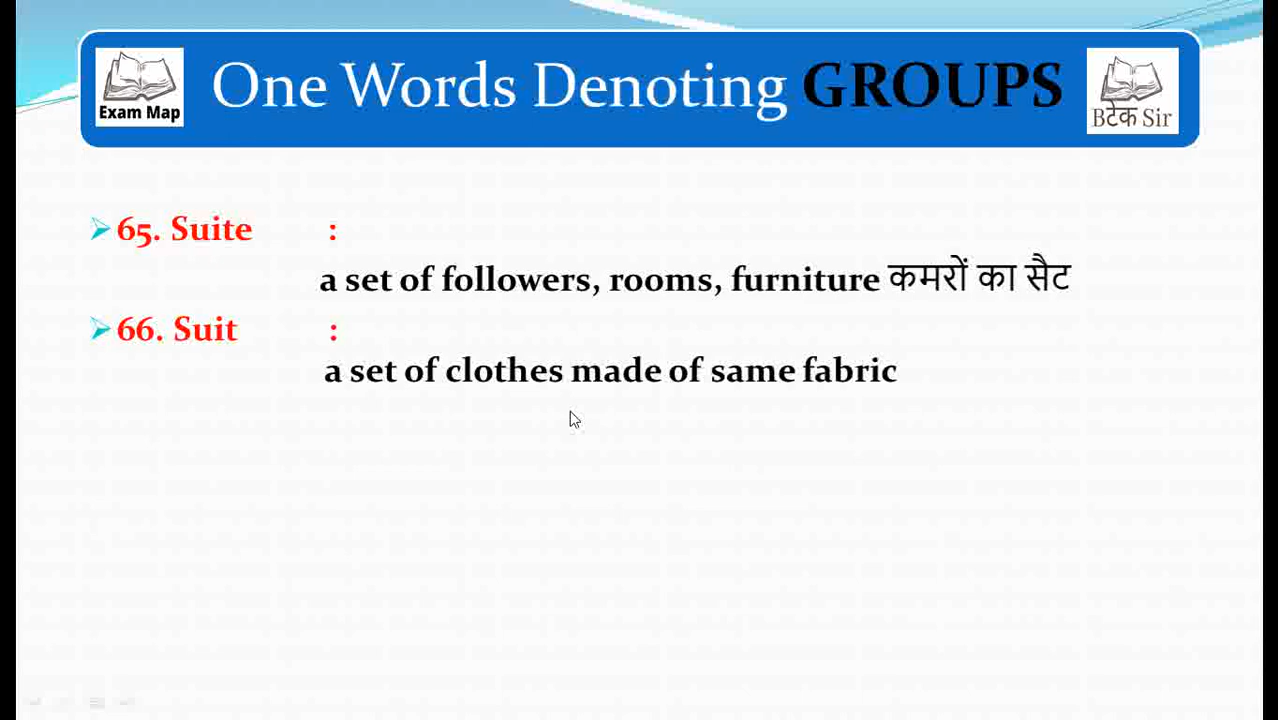 One Words Denoting GROUPS
Exam Map
Bटेक Sir
65. Suite :
a set of followers, rooms, furniture कमरों का सैट
66. Suit :
a set of clothes made of same fabric